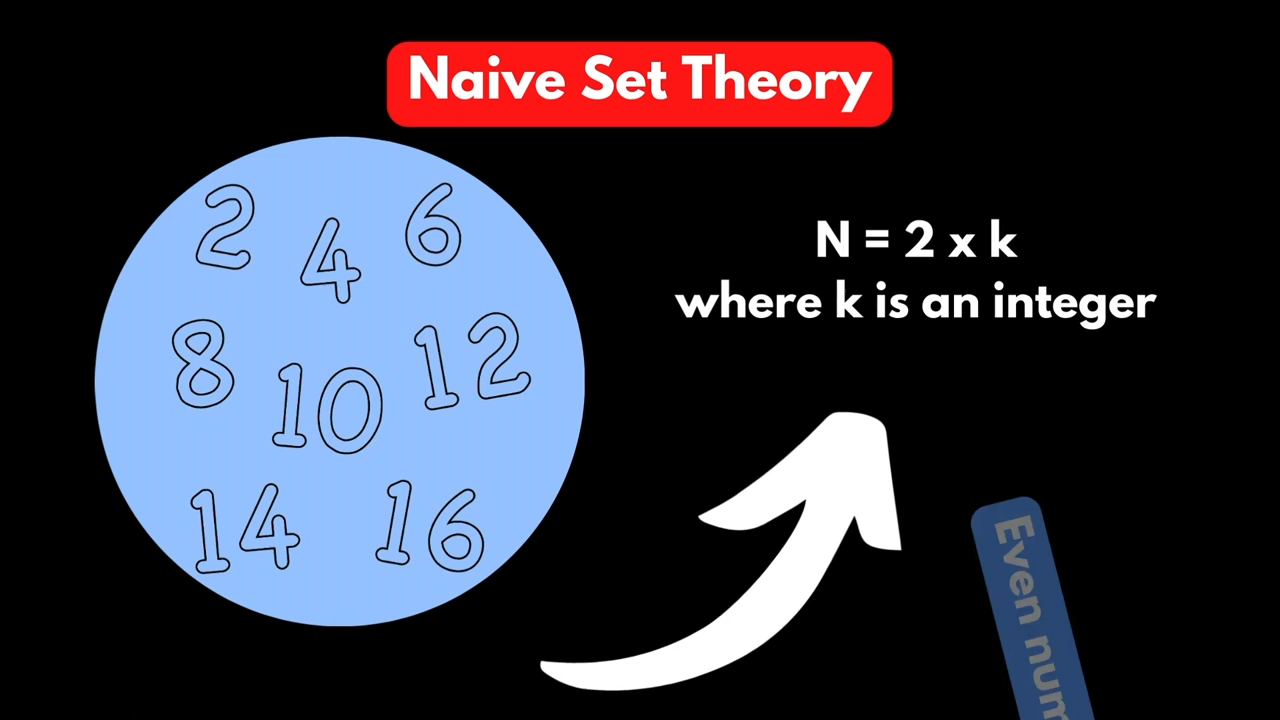 Naive Set Theory
2 4 6
8 10 12
14 16
N = 2 x k
where k is an integer
Even num